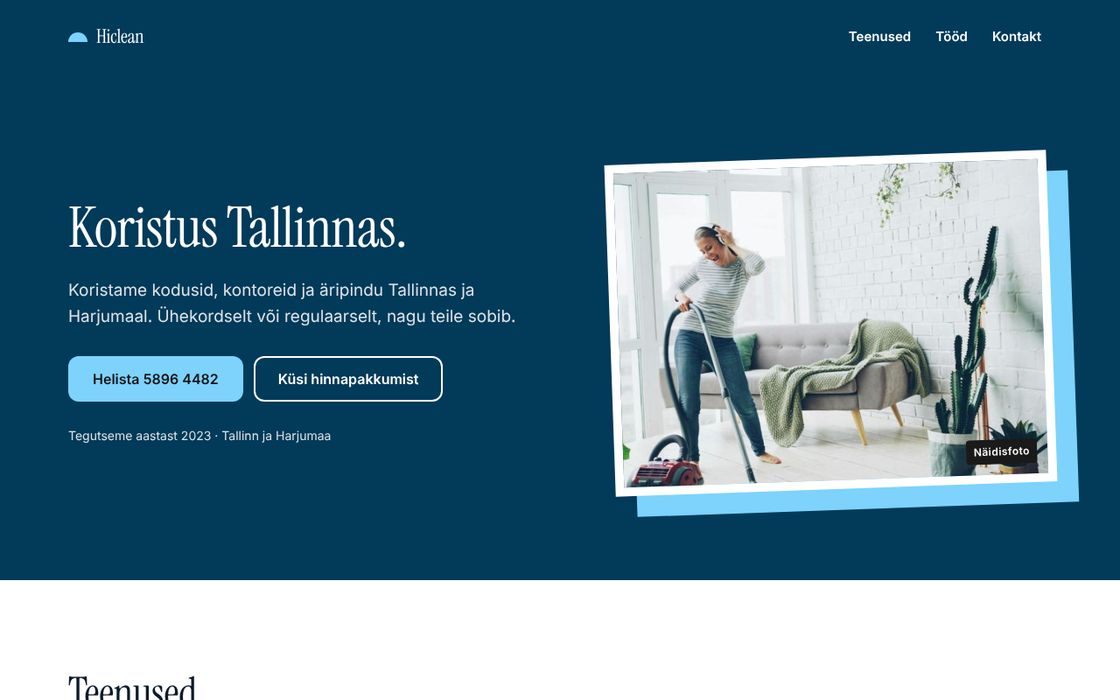 Hiclean
Teenused
Tööd
Kontakt
Koristus Tallinnas.
Koristame kodusid, kontoreid ja äripindu Tallinnas ja
Harjumaal. Ühekordselt või regulaarselt, nagu teile sobib.
Helista 5896 4482
Küsi hinnapakkumist
Tegutseme aastast 2023 · Tallinn ja Harjumaa
Näidisfoto
Teenused